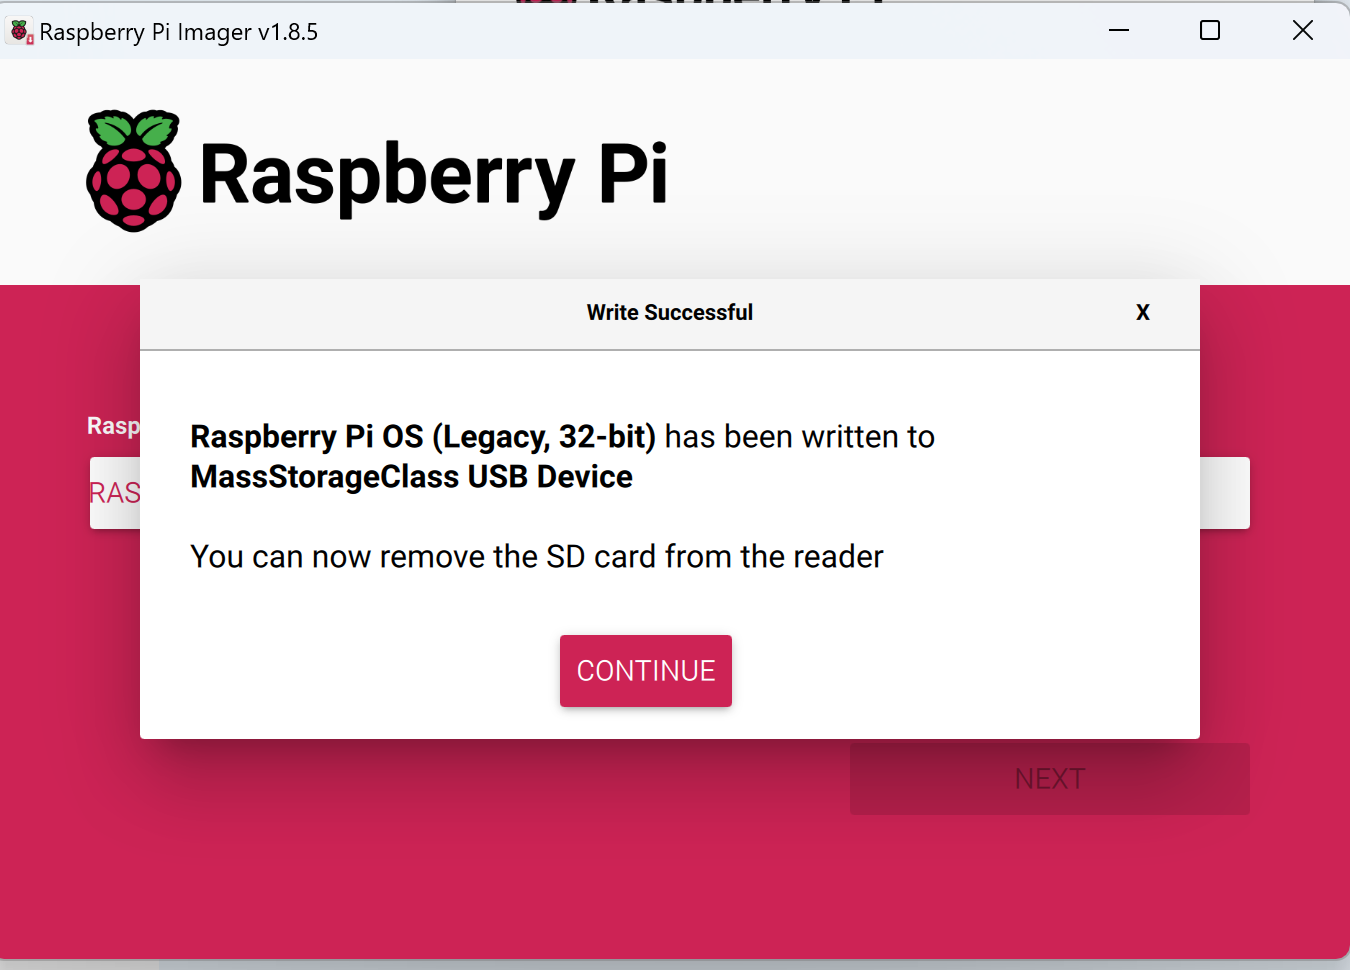 Raspberry Pi Imager v1.8.5
Raspberry Pi
Write Successful
X
Rasp
RAS
Raspberry Pi OS (Legacy, 32-bit) has been written to
MassStorageClass USB Device
You can now remove the SD card from the reader
CONTINUE
NEXT